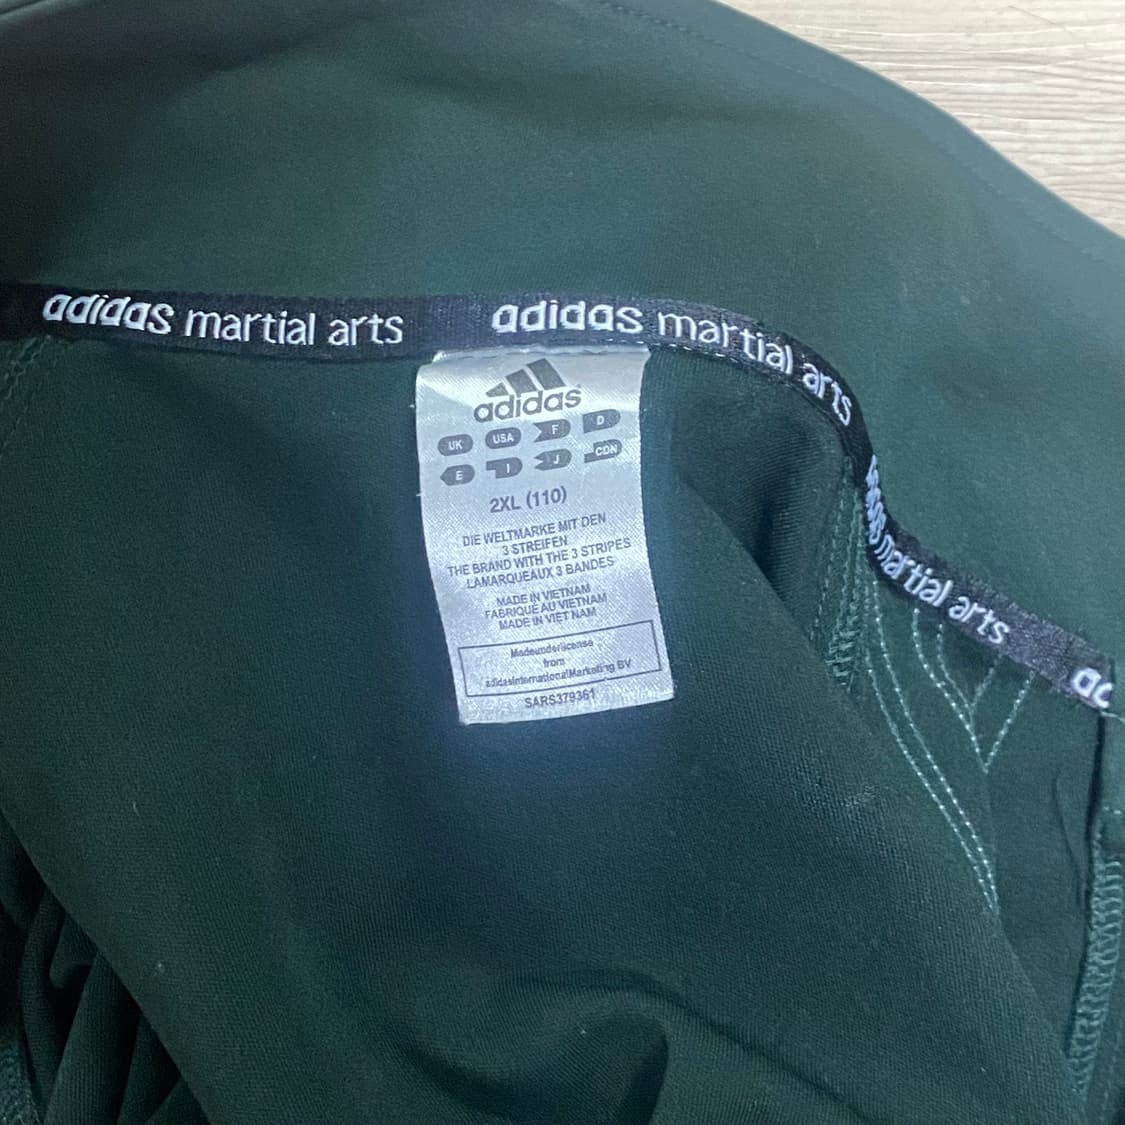 adidas martial arts adidas martial arts adidas martial arts ad
adidas
UK USA F D
E I J CDN
2XL (110)
DIE WELTMARKE MIT DEN
3 STREIFEN
THE BRAND WITH THE 3 STRIPES
LAMARQUEAUX 3 BANDES
MADE IN VIETNAM
FABRIQUÉ AU VIETNAM
MADE IN VIET NAM
Madeunderlicense
from
adidasInternationalMarketing BV
SARS379361